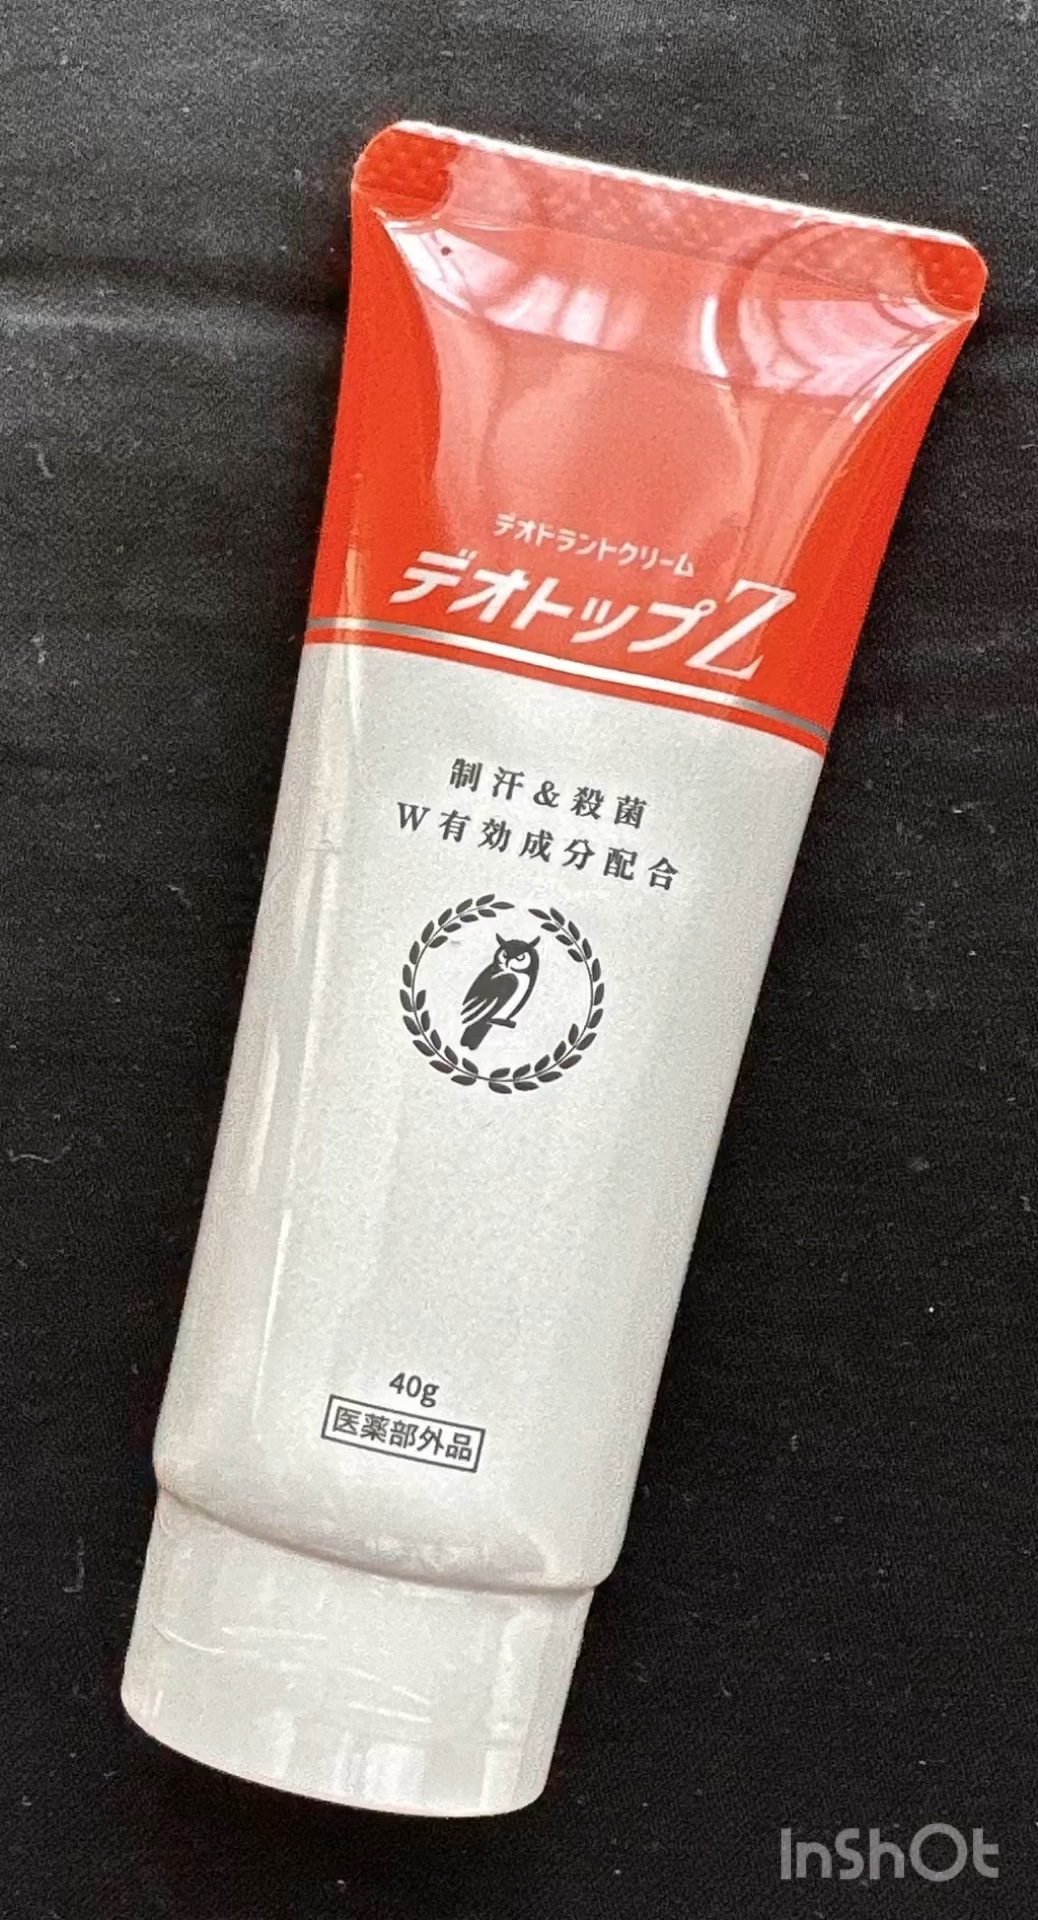 デオドラントクリーム
デオトップZ
制汗&殺菌
W有効成分配合
40g
医薬部外品
InShOt